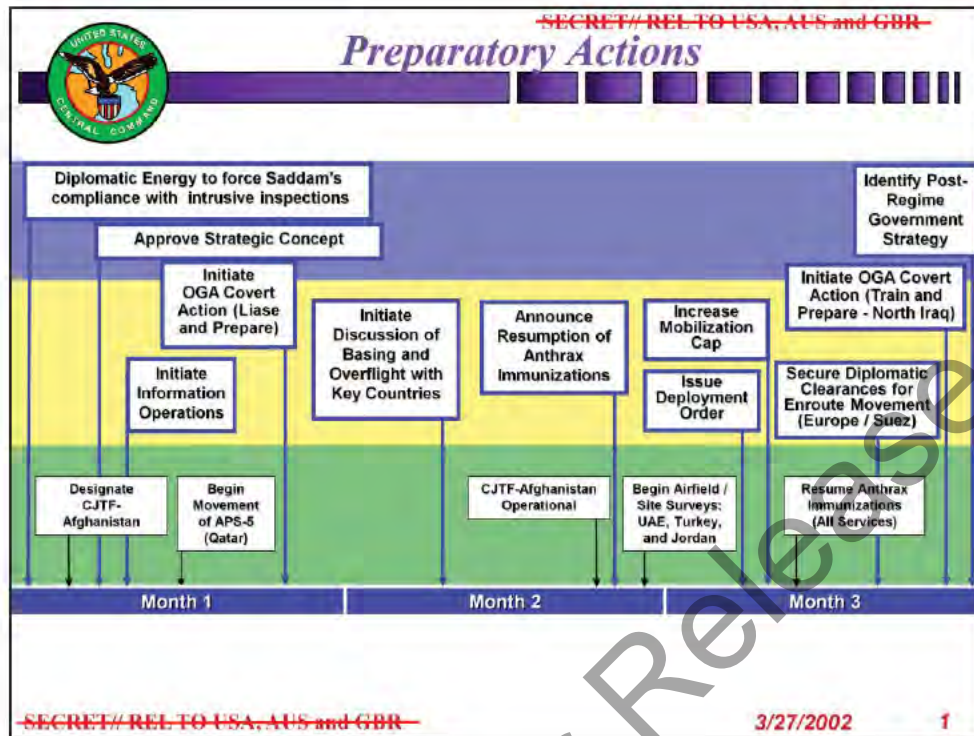 SECRET// REL TO USA, AUS and GBR
Preparatory Actions
UNITED STATES
CENTRAL COMMAND
Diplomatic Energy to force Saddam's
compliance with intrusive inspections
Identify Post-
Regime
Government
Strategy
Approve Strategic Concept
Initiate
OGA Covert
Action (Liase
and Prepare)
Initiate OGA Covert
Action (Train and
Prepare - North Iraq)
Initiate
Discussion of
Basing and
Overflight with
Key Countries
Announce
Resumption of
Anthrax
Immunizations
Increase
Mobilization
Cap
Initiate
Information
Operations
Issue
Deployment
Order
Secure Diplomatic
Clearances for
Enroute Movement
(Europe / Suez)
Designate
CJTF-
Afghanistan
Begin
Movement
of APS-5
(Qatar)
CJTF-Afghanistan
Operational
Begin Airfield /
Site Surveys:
UAE, Turkey,
and Jordan
Resume Anthrax
Immunizations
(All Services)
Month 1
Month 2
Month 3
Release
SECRET// REL TO USA, AUS and GBR
3/27/2002
1